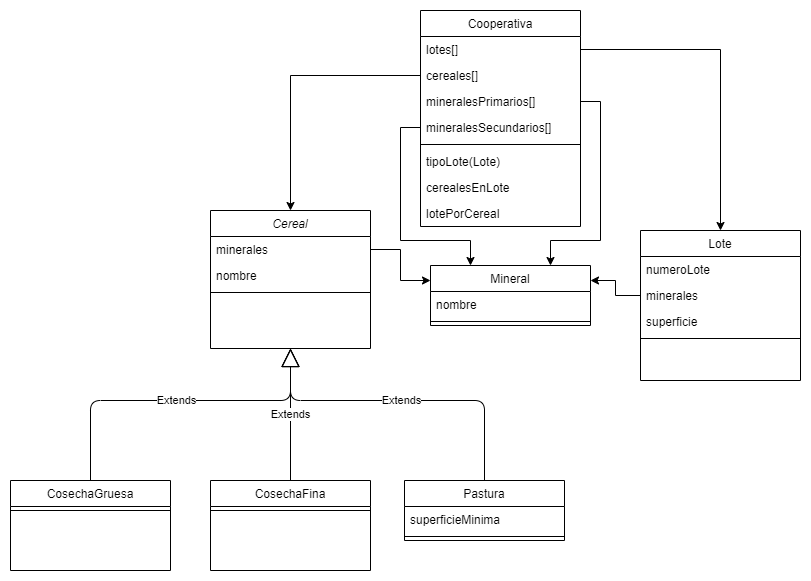 Cooperativa
lotes[]
cereales[]
mineralesPrimarios[]
mineralesSecundarios[]
tipoLote(Lote)
cerealesEnLote
lotePorCereal
Cereal
minerales
nombre
Mineral
nombre
Lote
numeroLote
minerales
superficie
Extends
Extends
Extends
CosechaGruesa
CosechaFina
Pastura
superficieMinima